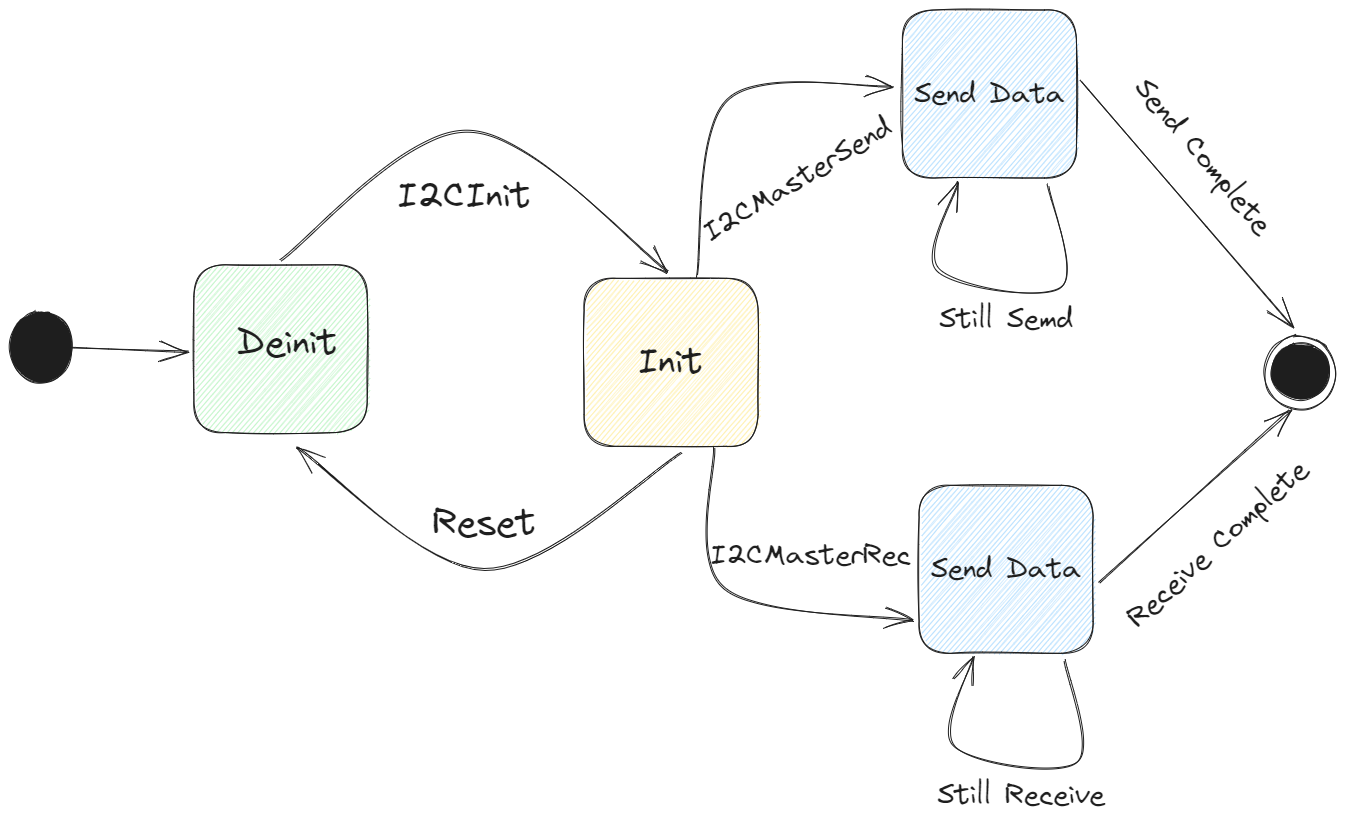 I2CInit
Deinit
Init
Reset
I2CMasterSend
Send Data
Send Complete
Still Semd
I2CMasterRec
Send Data
Receive Complete
Still Receive